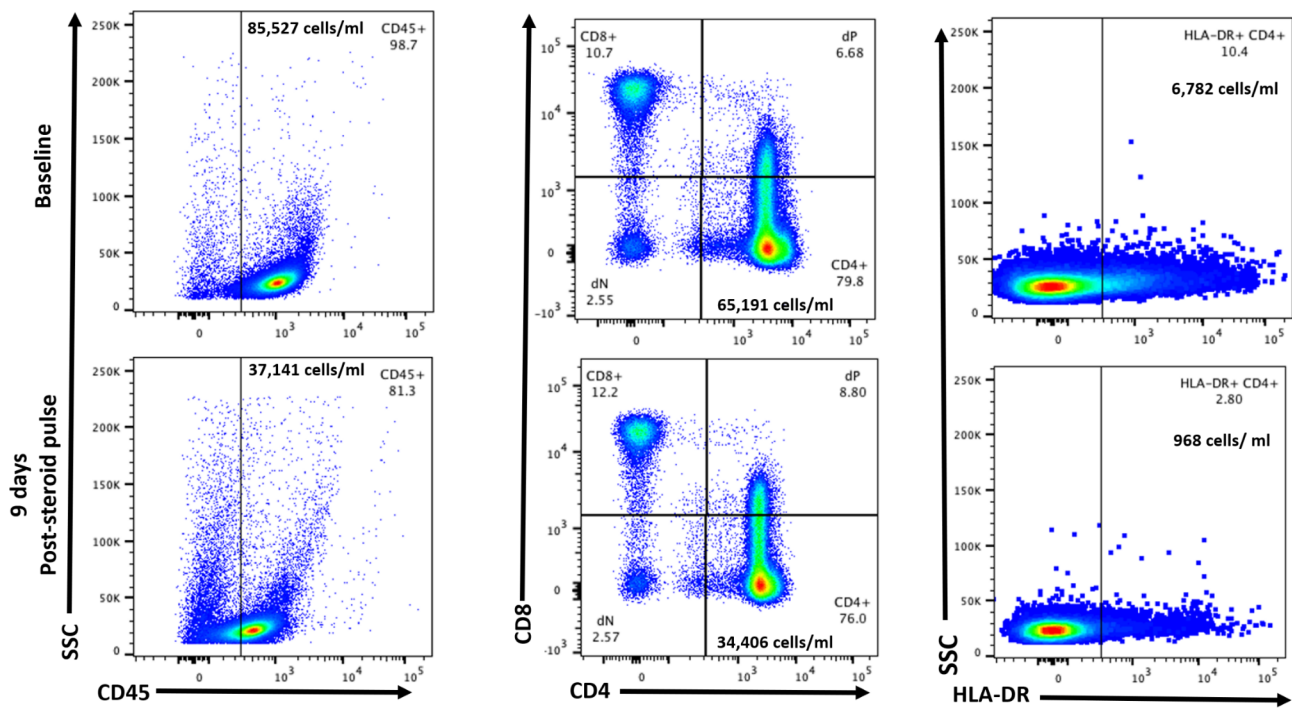 Baseline
SSC
85,527 cells/ml
CD45+
98.7
250K
200K
150K
100K
50K
0
0
10³
10⁴
10⁵
CD8+
10.7
dP
6.68
dN
2.55
CD4+
79.8
65,191 cells/ml
10⁵
10⁴
10³
0
-10³
0
10³
10⁴
10⁵
HLA-DR+ CD4+
10.4
6,782 cells/ml
250K
200K
150K
100K
50K
0
0
10³
10⁴
10⁵
9 days
Post-steroid pulse
37,141 cells/ml
CD45+
81.3
250K
200K
150K
100K
50K
0
0
10³
10⁴
10⁵
SSC
CD45
CD8+
12.2
dP
8.80
dN
2.57
CD4+
76.0
34,406 cells/ml
10⁵
10⁴
10³
0
-10³
0
10³
10⁴
10⁵
CD8
CD4
HLA-DR+ CD4+
2.80
968 cells/ ml
250K
200K
150K
100K
50K
0
0
10³
10⁴
10⁵
SSC
HLA-DR